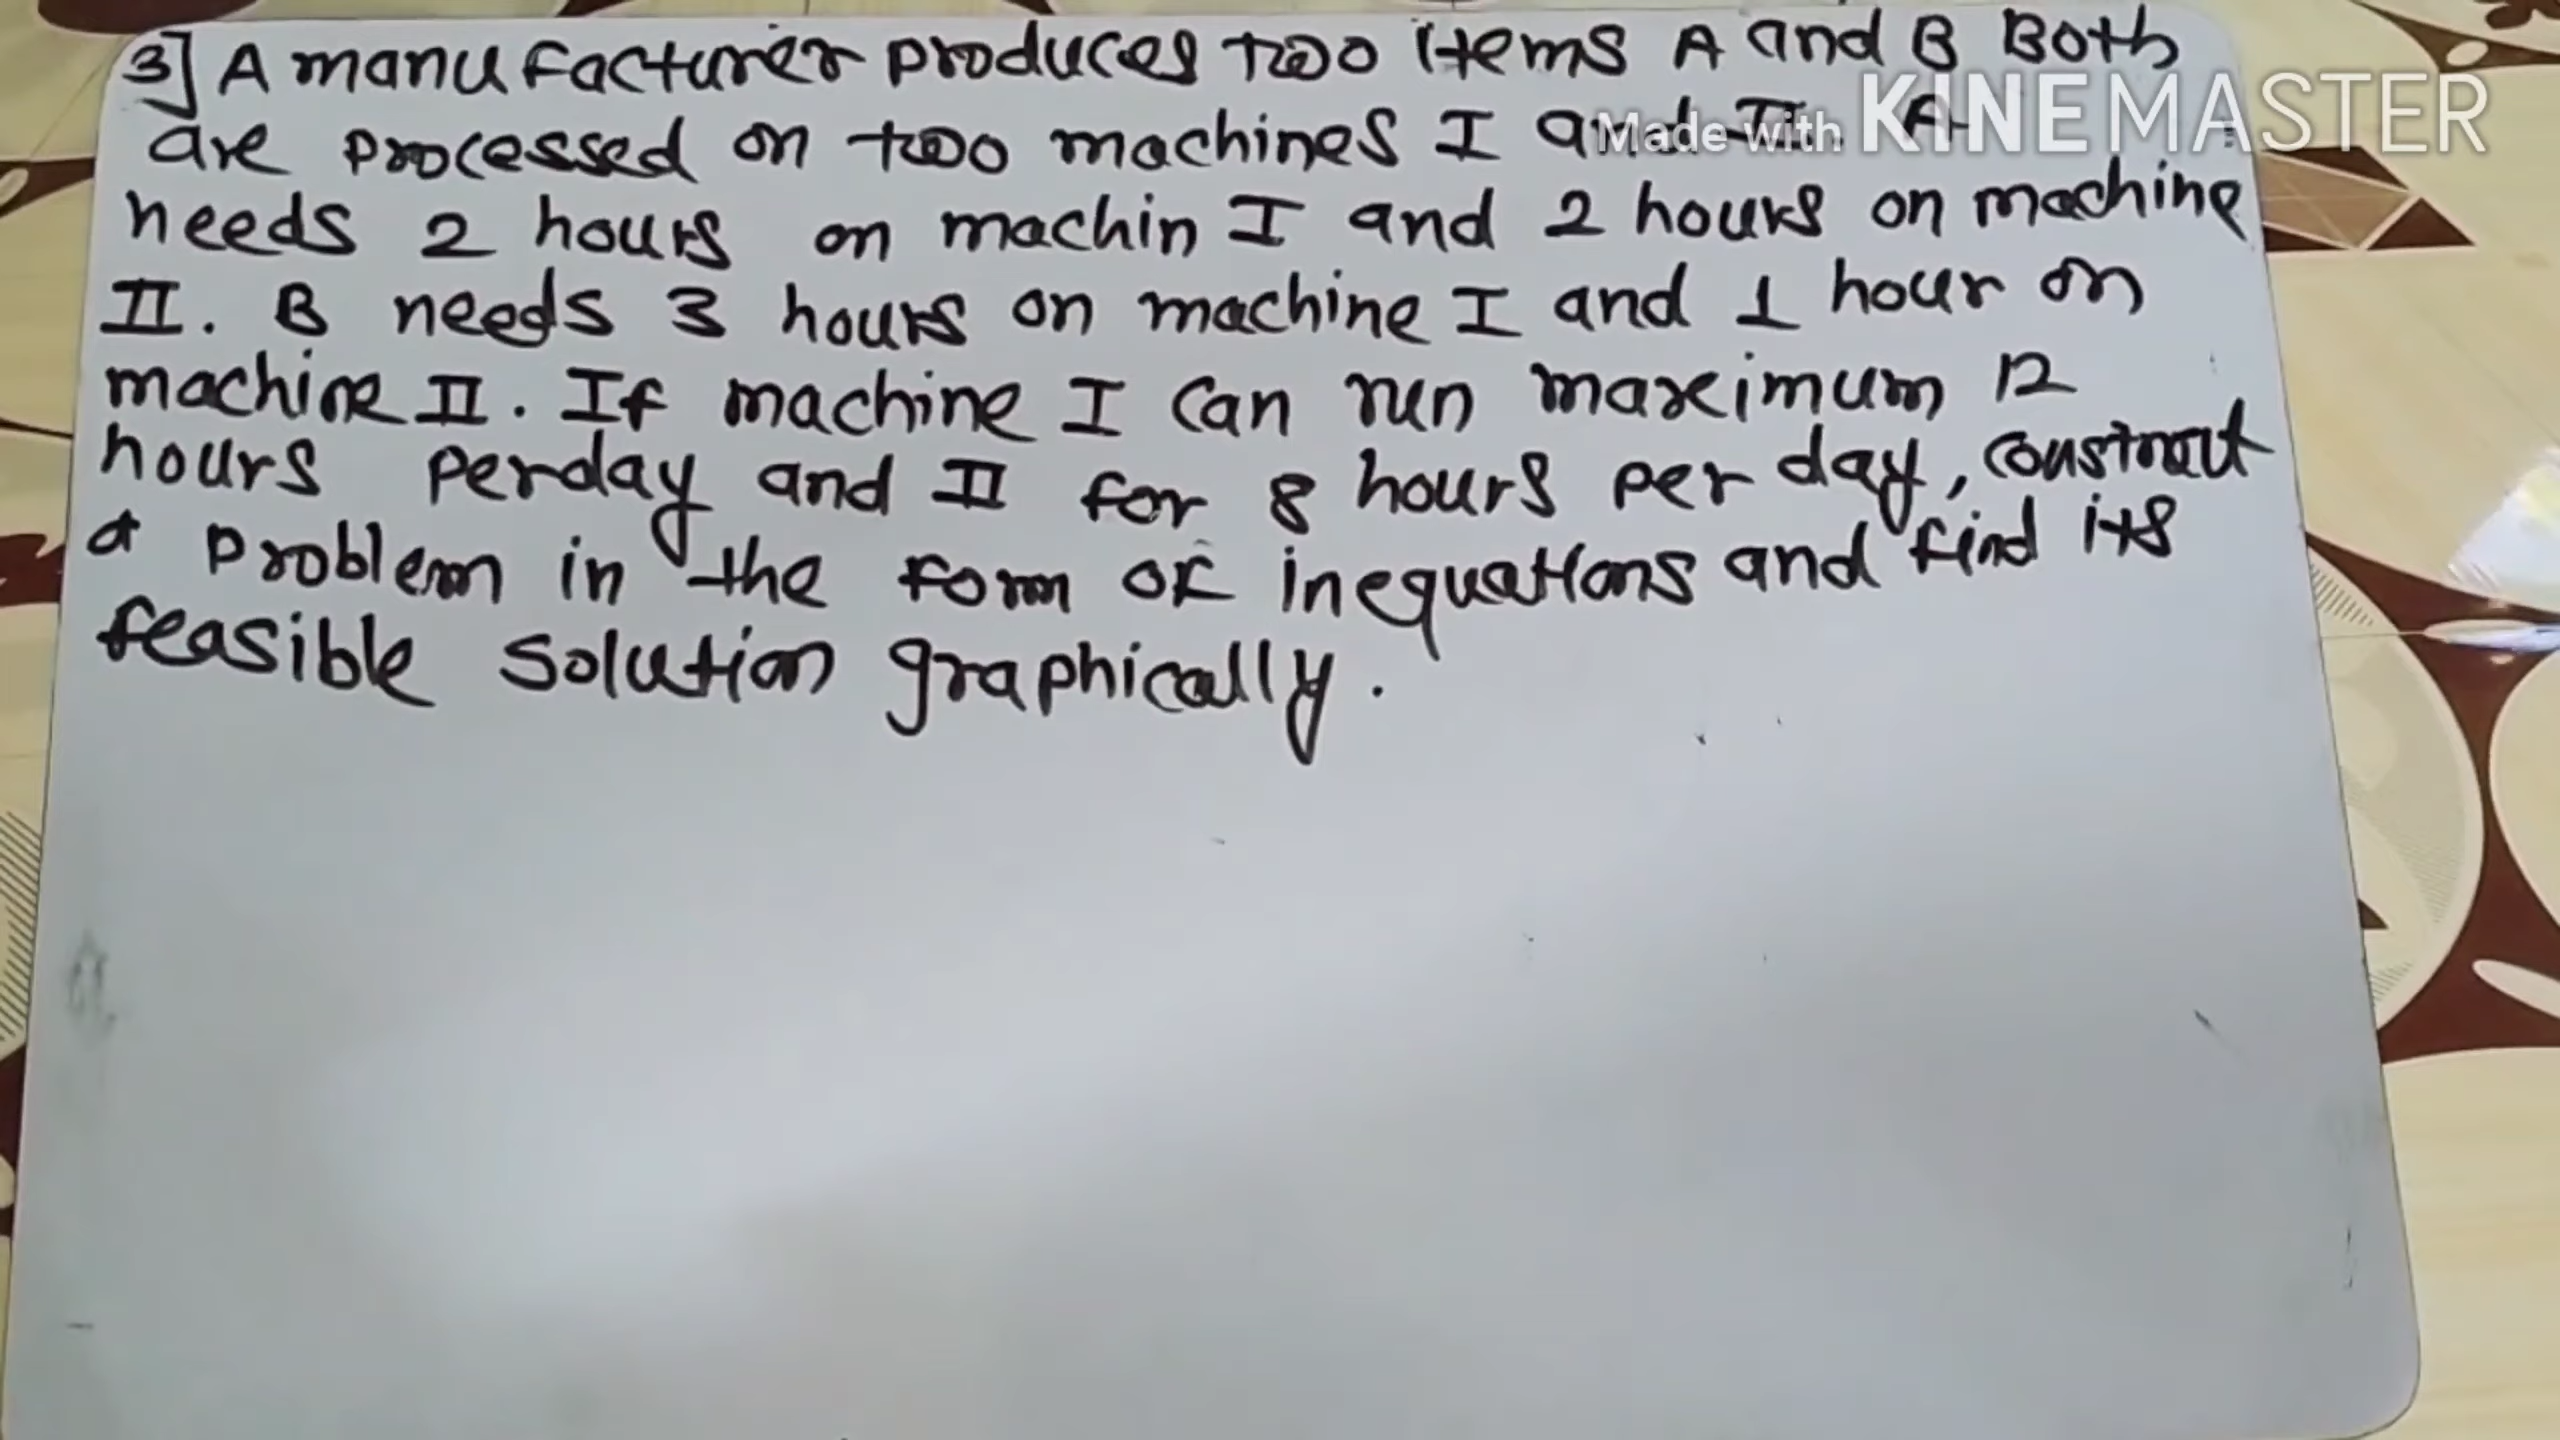 3] A manufacturer produces two items A and B Both
are processed on two machines I and II. A
Made with KINEMASTER
needs 2 hours on machin I and 2 hours on machine
II. B needs 3 hours on machine I and 1 hour on
machine II. If machine I can run maximum 12
hours perday and II for 8 hours per day, construct
a problem in the form of inequations and find its
feasible solution graphically.